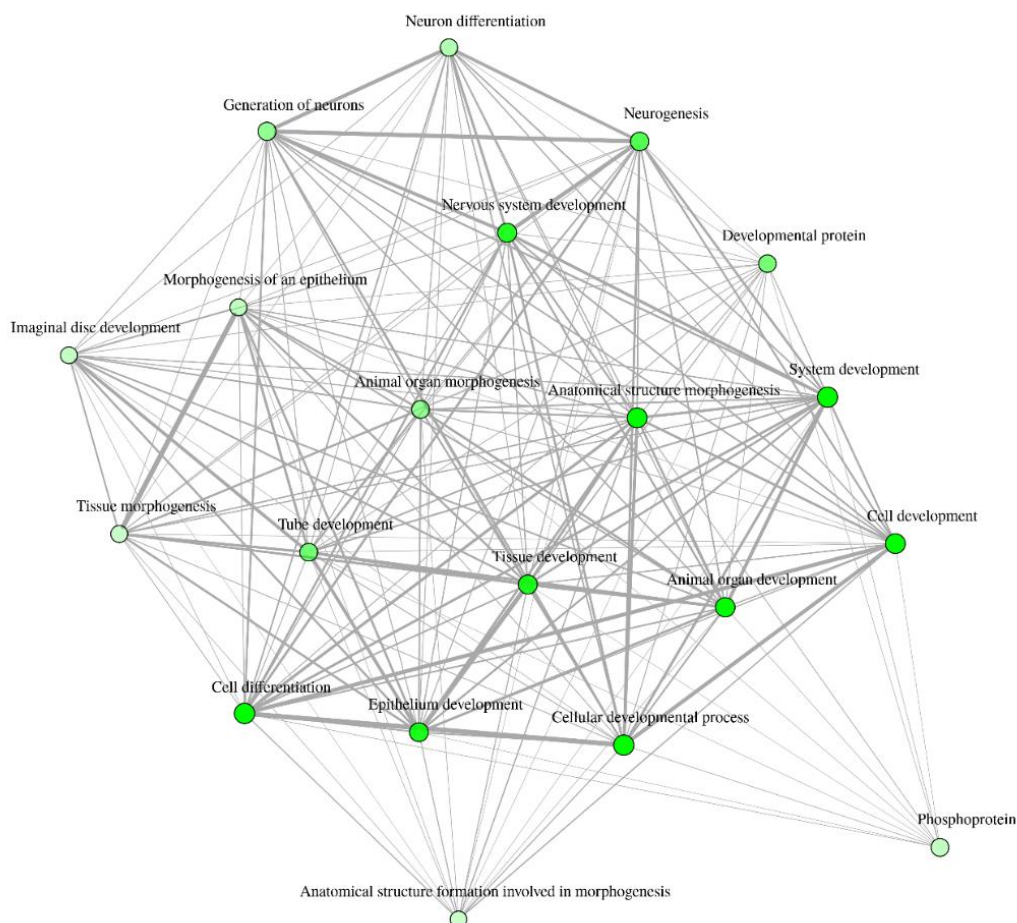 Neuron differentiation
Generation of neurons
Neurogenesis
Nervous system development
Developmental protein
Morphogenesis of an epithelium
Imaginal disc development
System development
Animal organ morphogenesis
Anatomical structure morphogenesis
Tissue morphogenesis
Tube development
Cell development
Tissue development
Animal organ development
Cell differentiation
Epithelium development
Cellular developmental process
Phosphoprotein
Anatomical structure formation involved in morphogenesis